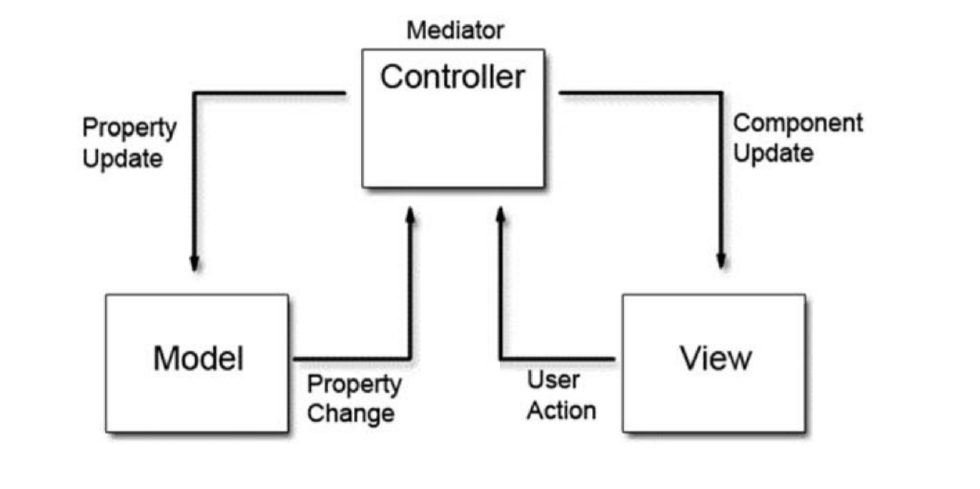 Mediator
Controller
Property
Update
Component
Update
Model
View
Property
Change
User
Action